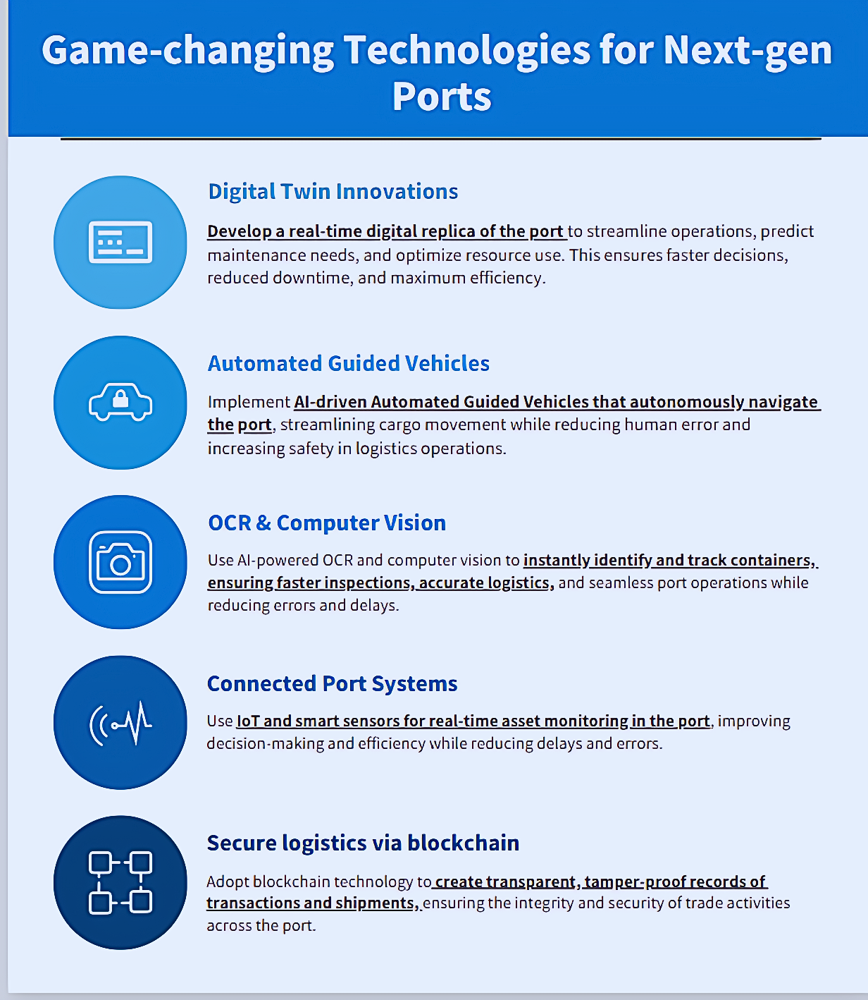 Game-changing Technologies for Next-gen
Ports
Digital Twin Innovations
Develop a real-time digital replica of the port to streamline operations, predict
maintenance needs, and optimize resource use. This ensures faster decisions,
reduced downtime, and maximum efficiency.
Automated Guided Vehicles
Implement AI-driven Automated Guided Vehicles that autonomously navigate
the port, streamlining cargo movement while reducing human error and
increasing safety in logistics operations.
OCR & Computer Vision
Use AI-powered OCR and computer vision to instantly identify and track containers,
ensuring faster inspections, accurate logistics, and seamless port operations while
reducing errors and delays.
Connected Port Systems
Use IoT and smart sensors for real-time asset monitoring in the port, improving
decision-making and efficiency while reducing delays and errors.
Secure logistics via blockchain
Adopt blockchain technology to create transparent, tamper-proof records of
transactions and shipments, ensuring the integrity and security of trade activities
across the port.